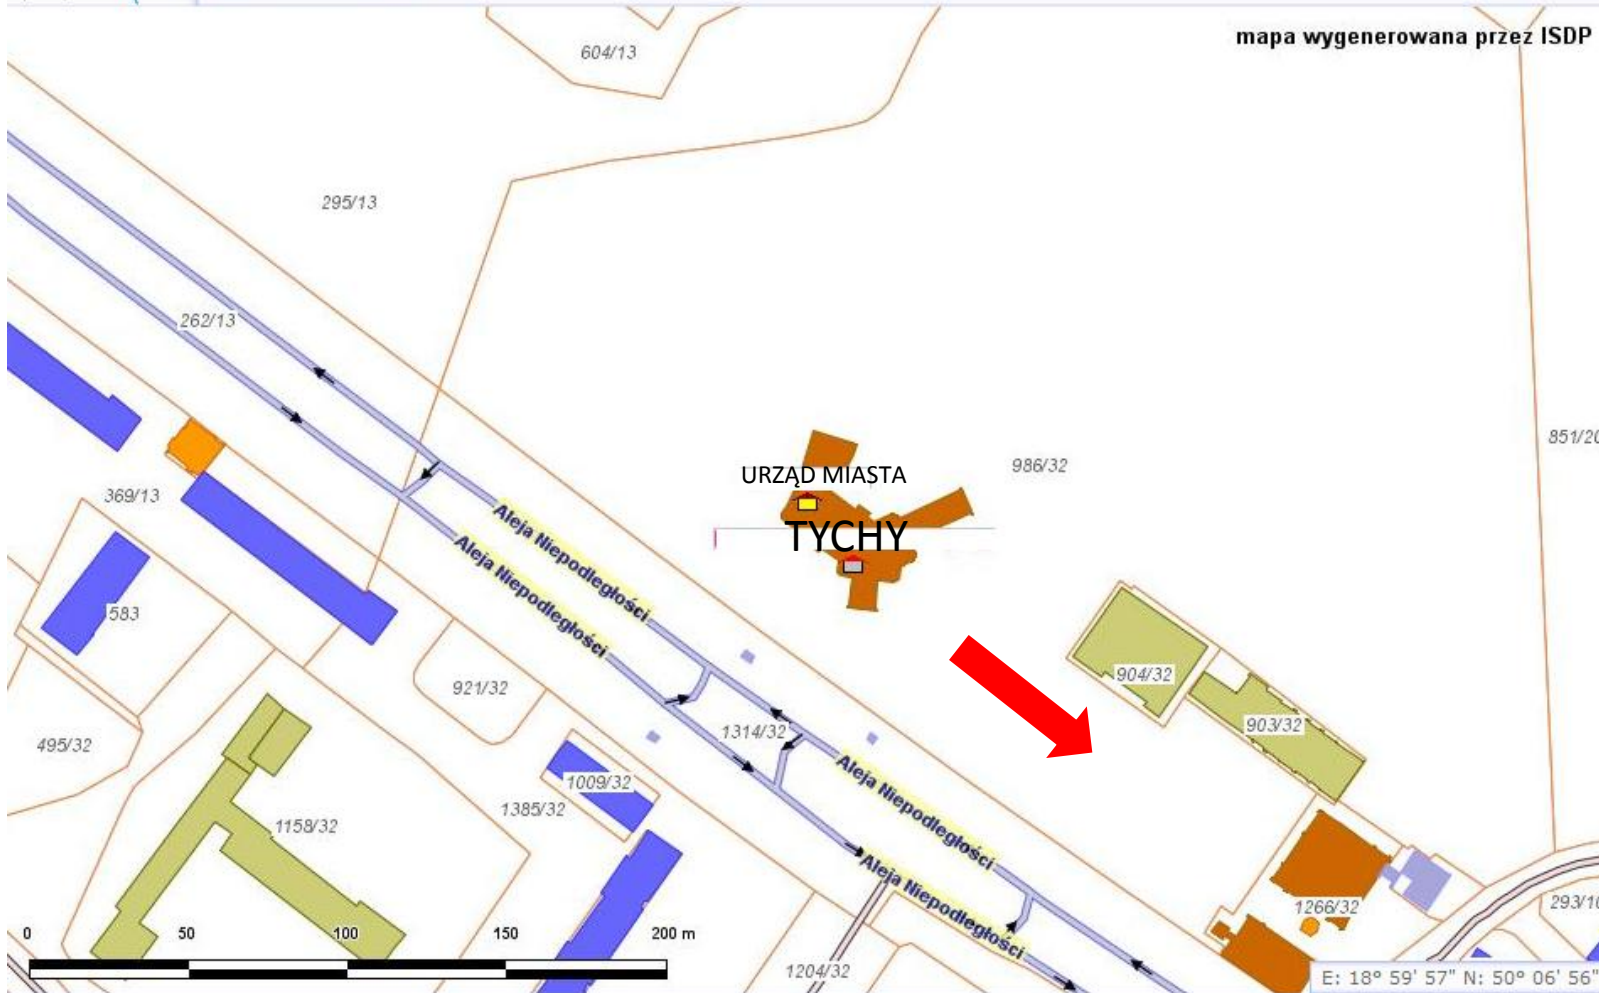 mapa wygenerowana przez ISDP
604/13
295/13
262/13
851/20
986/32
URZĄD MIASTA
369/13
Aleja Niepodległości
TYCHY
Aleja Niepodległości
583
904/32
921/32
903/32
1314/32
495/32
1009/32
1385/32
Aleja Niepodległości
1158/32
Aleja Niepodległości
1266/32
293/10
0 50 100 150 200 m
1204/32
E: 18° 59' 57" N: 50° 06' 56"